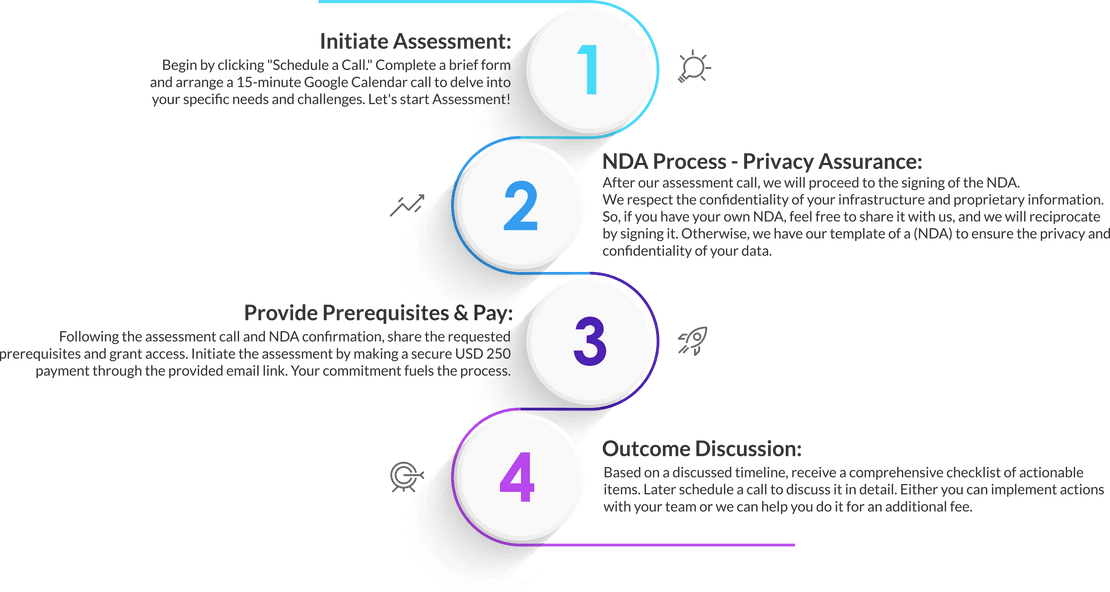 1
Initiate Assessment:
Begin by clicking "Schedule a Call." Complete a brief form
and arrange a 15-minute Google Calendar call to delve into
your specific needs and challenges. Let's start Assessment!
2
NDA Process - Privacy Assurance:
After our assessment call, we will proceed to the signing of the NDA.
We respect the confidentiality of your infrastructure and proprietary information.
So, if you have your own NDA, feel free to share it with us, and we will reciprocate
by signing it. Otherwise, we have our template of a (NDA) to ensure the privacy and
confidentiality of your data.
3
Provide Prerequisites & Pay:
Following the assessment call and NDA confirmation, share the requested
prerequisites and grant access. Initiate the assessment by making a secure USD 250
payment through the provided email link. Your commitment fuels the process.
4
Outcome Discussion:
Based on a discussed timeline, receive a comprehensive checklist of actionable
items. Later schedule a call to discuss it in detail. Either you can implement actions
with your team or we can help you do it for an additional fee.